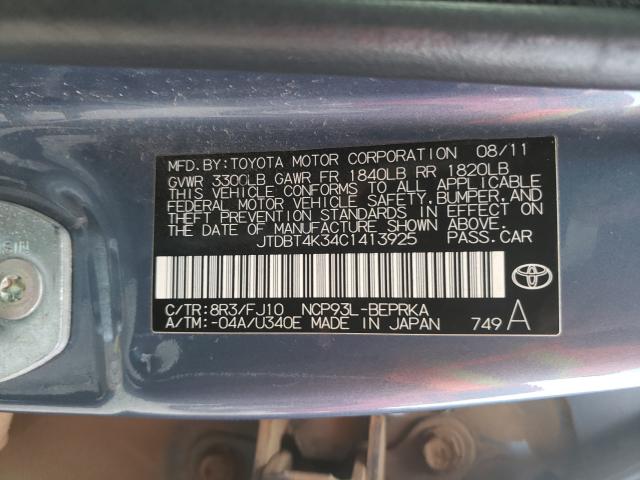 MFD. BY: TOYOTA MOTOR CORPORATION 08/11
GVWR 3300LB GAWR FR 1840LB RR 1820LB
THIS VEHICLE CONFORMS TO ALL APPLICABLE
FEDERAL MOTOR VEHICLE SAFETY, BUMPER, AND
THEFT PREVENTION STANDARDS IN EFFECT ON
THE DATE OF MANUFACTURE SHOWN ABOVE.
JTDBT4K34C1413925 PASS. CAR
C/TR: 8R3/FJ10 NCP93L-BEPRKA
A/TM: -04A/U340E MADE IN JAPAN 749 A